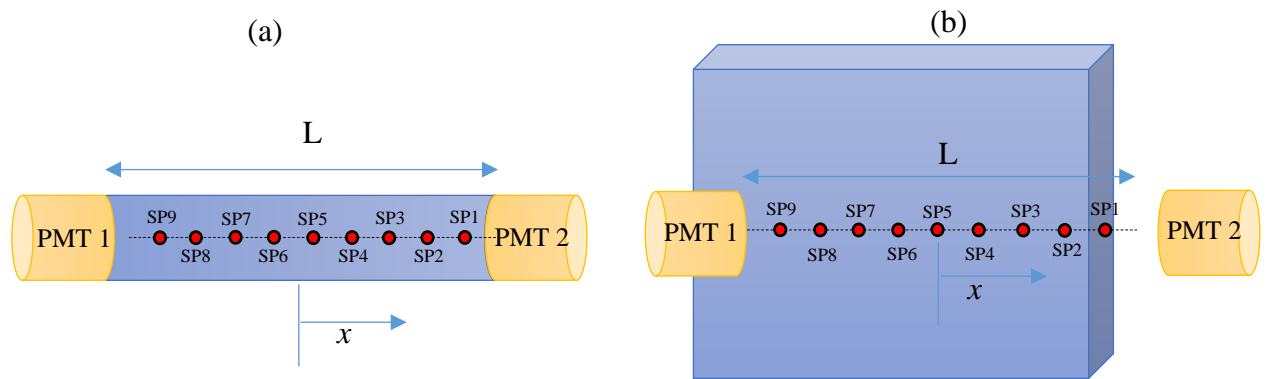 (a)
L
PMT 1
SP9
SP8
SP7
SP6
SP5
SP4
SP3
SP2
SP1
PMT 2
x
(b)
L
PMT 1
SP9
SP8
SP7
SP6
SP5
SP4
SP3
SP2
SP1
PMT 2
x